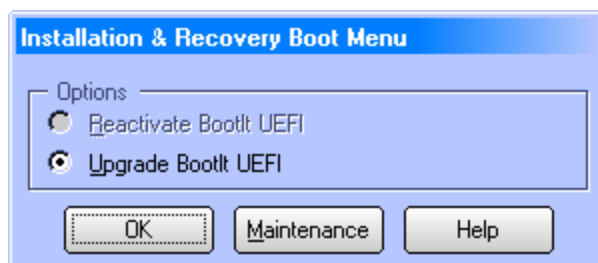 Installation & Recovery Boot Menu
Options
Reactivate BootIt UEFI
Upgrade BootIt UEFI
OK Maintenance Help